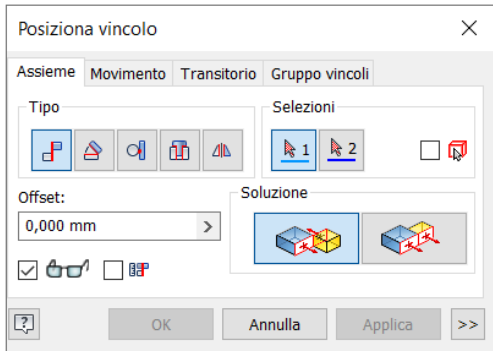 Posiziona vincolo
Assieme Movimento Transitorio Gruppo vincoli
Tipo
Selezioni
1 2
Offset:
0,000 mm
Soluzione
OK Annulla Applica >>